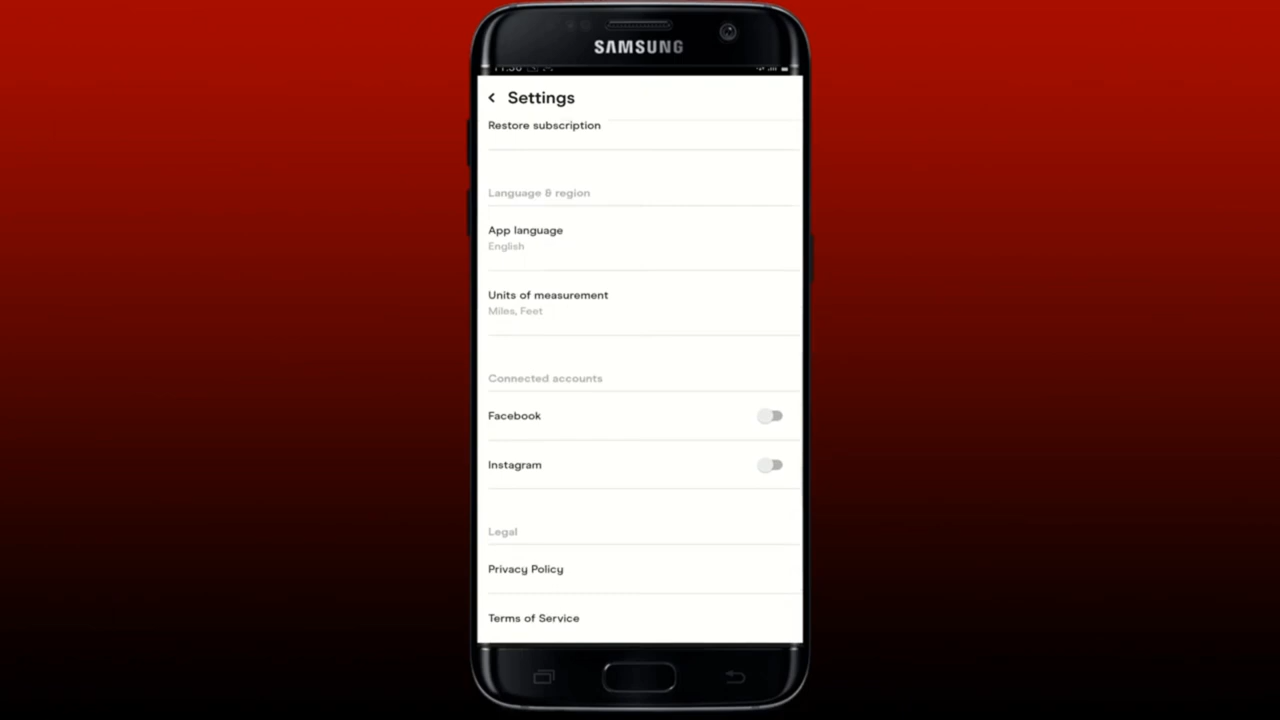 SAMSUNG
Settings
Restore subscription
Language & region
App language
English
Units of measurement
Miles, Feet
Connected accounts
Facebook
Instagram
Legal
Privacy Policy
Terms of Service